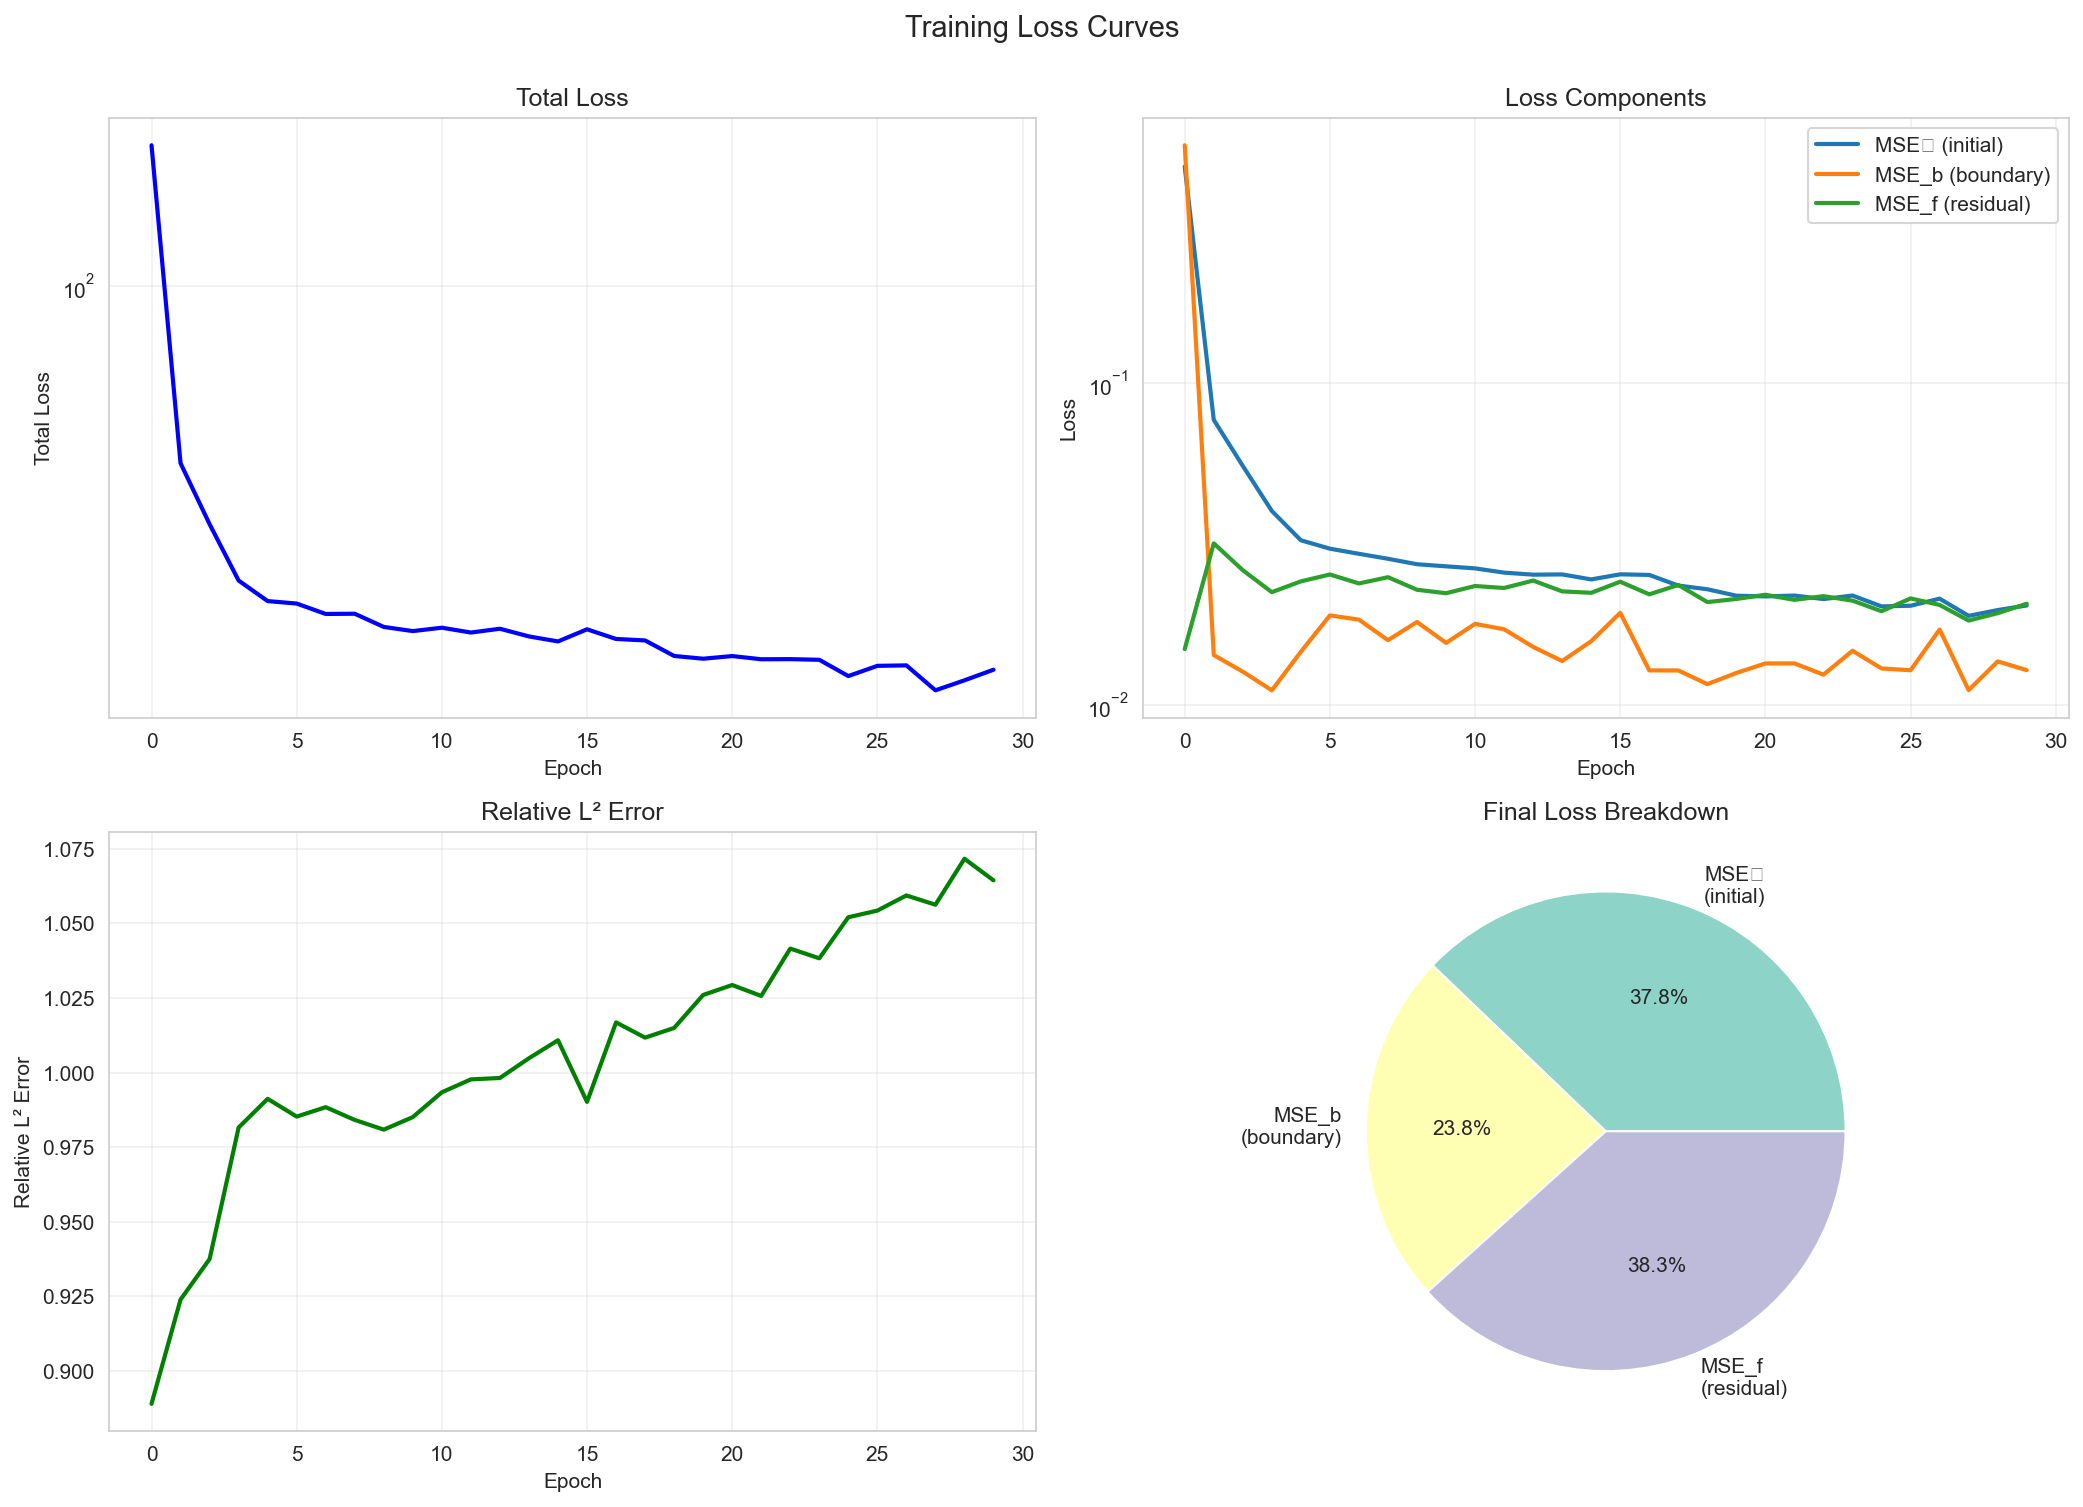 Training Loss Curves
Total Loss
Total Loss
10²
0 5 10 15 20 25 30
Epoch
Loss Components
Loss
10⁻¹
10⁻²
MSE□ (initial)
MSE_b (boundary)
MSE_f (residual)
0 5 10 15 20 25 30
Epoch
Relative L² Error
Relative L² Error
1.075
1.050
1.025
1.000
0.975
0.950
0.925
0.900
0 5 10 15 20 25 30
Epoch
Final Loss Breakdown
MSE□
(initial)
37.8%
MSE_b
(boundary)
23.8%
38.3%
MSE_f
(residual)